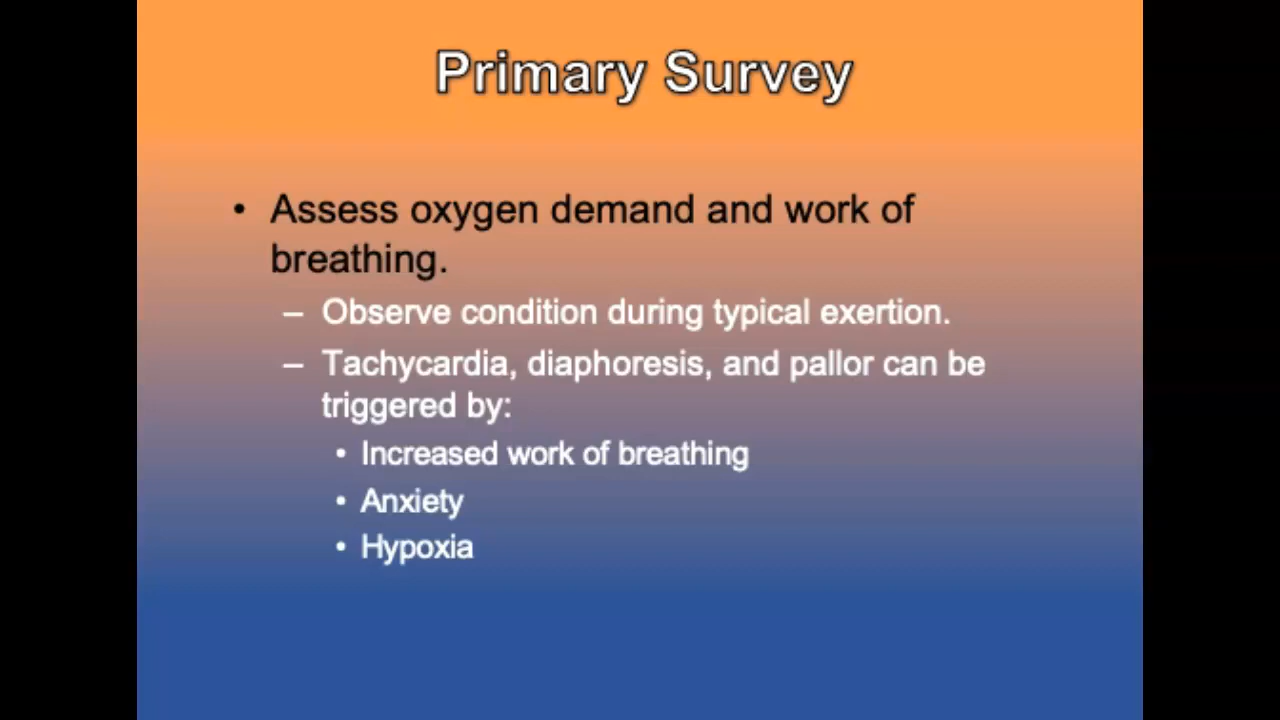 Primary Survey
• Assess oxygen demand and work of
breathing.
– Observe condition during typical exertion.
– Tachycardia, diaphoresis, and pallor can be
triggered by:
• Increased work of breathing
• Anxiety
• Hypoxia